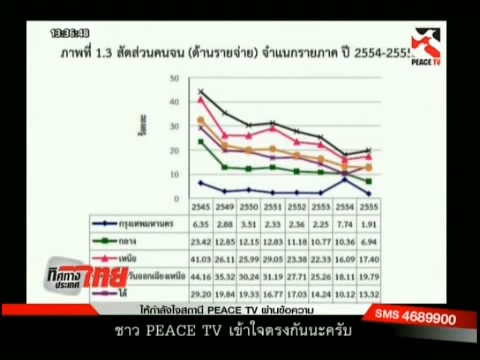 13:36:48
ภาพที่ 1.3 สัดส่วนคนจน (ด้านรายจ่าย) จำแนกรายภาค ปี 2554-255
PEACE TV
ร้อยละ
50
40
30
20
10
0
2545 2549 2550 2551 2552 2553 2554 2555
กรุงเทพมหานคร 6.35 2.88 3.51 2.33 2.36 2.25 7.74 1.91
กลาง 23.42 12.85 12.15 12.83 11.18 10.77 10.36 6.94
เหนือ 41.03 26.11 25.99 29.05 23.38 22.33 16.09 17.40
วันออกเฉียงเหนือ 44.16 35.32 30.24 31.19 27.71 25.26 18.11 19.79
ใต้ 29.20 19.84 19.33 16.77 17.03 14.24 10.12 13.32
ทิศทาง
ประเทศ
ไทย
ให้กำลังใจสถานี PEACE TV ผ่านข้อความ
SMS 4689900
ชาว PEACE TV เข้าใจตรงกันนะครับ